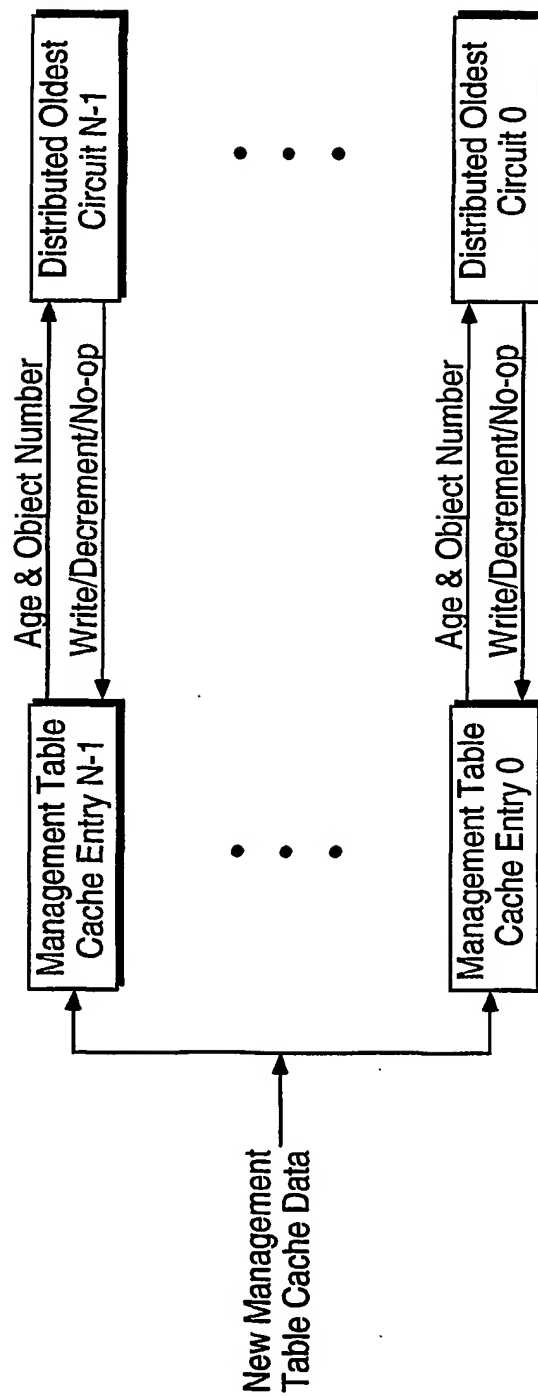 New Management
Table Cache Data
Management Table
Cache Entry N-1
Age & Object Number
Write/Decrement/No-op
Distributed Oldest
Circuit N-1
Management Table
Cache Entry 0
Age & Object Number
Write/Decrement/No-op
Distributed Oldest
Circuit 0